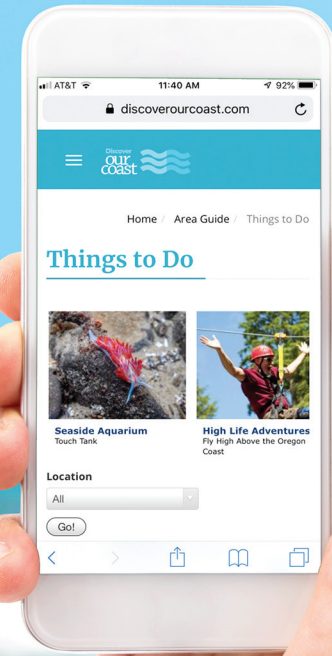 AT&T 11:40 AM 92%
discoverourcoast.com
Discover
our
coast
Home / Area Guide / Things to Do
Things to Do
Seaside Aquarium
Touch Tank
High Life Adventures
Fly High Above the Oregon
Coast
Location
All
Go!